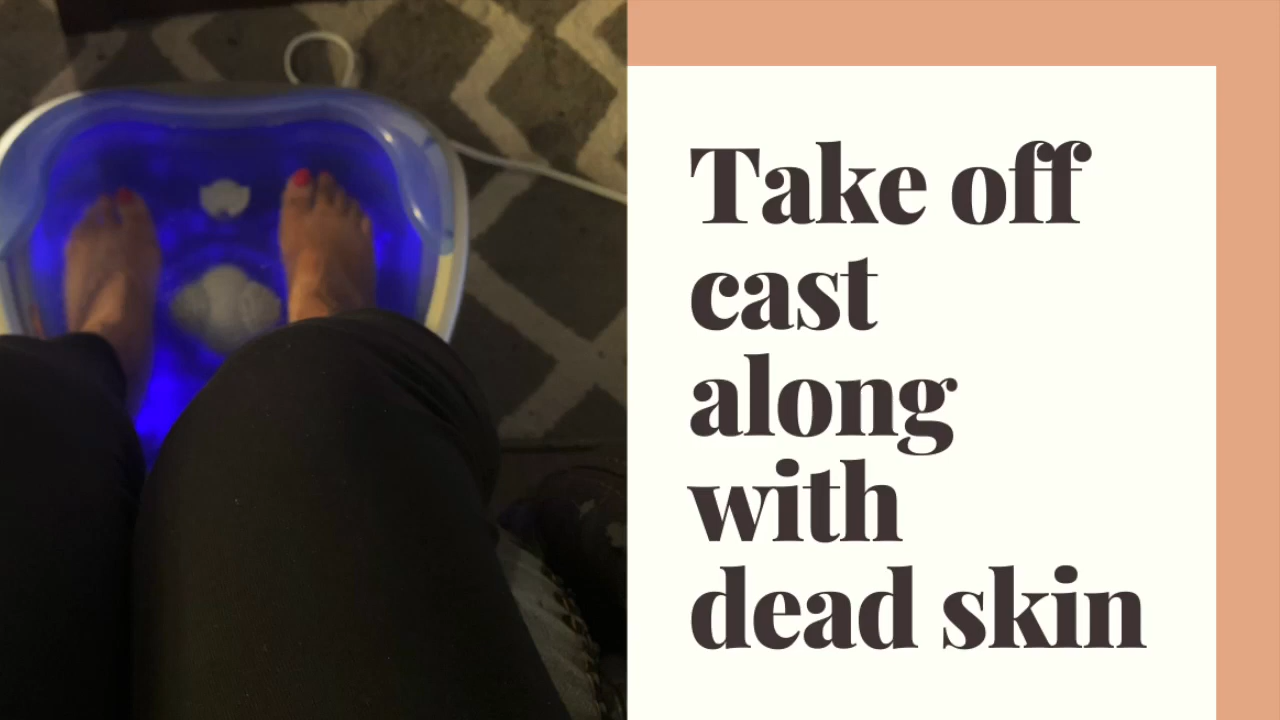 Take off
cast
along
with
dead skin